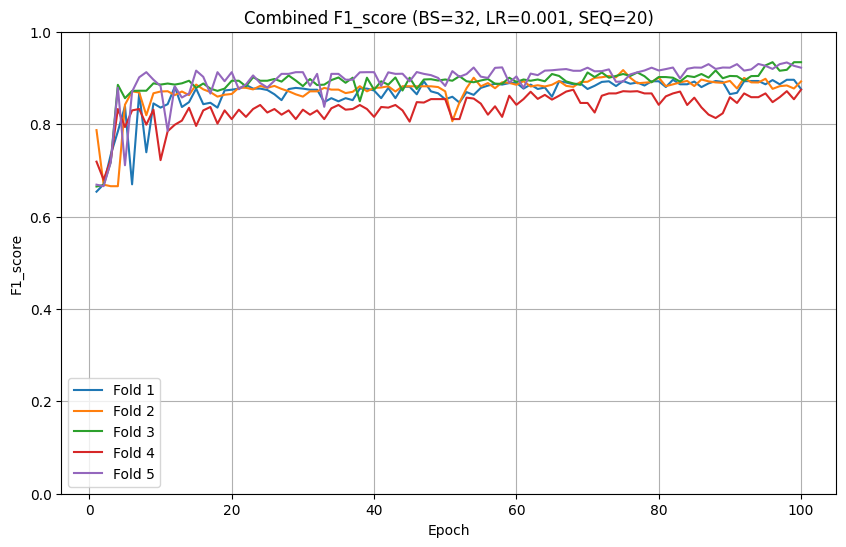 Combined F1_score (BS=32, LR=0.001, SEQ=20)
1.0
0.8
0.6
0.4
0.2
0.0
F1_score
Fold 1
Fold 2
Fold 3
Fold 4
Fold 5
0 20 40 60 80 100
Epoch